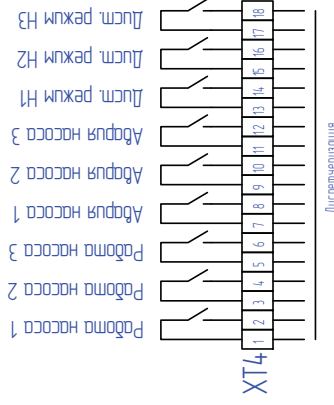 Дист. режим Н3
Дист. режим Н2
Дист. режим Н1
Авария насоса 3
Авария насоса 2
Авария насоса 1
Работа насоса 3
Работа насоса 2
Работа насоса 1
18
17
16
15
14
13
12
11
10
9
8
7
6
5
4
3
2
1
XT4
Диспетчеризация